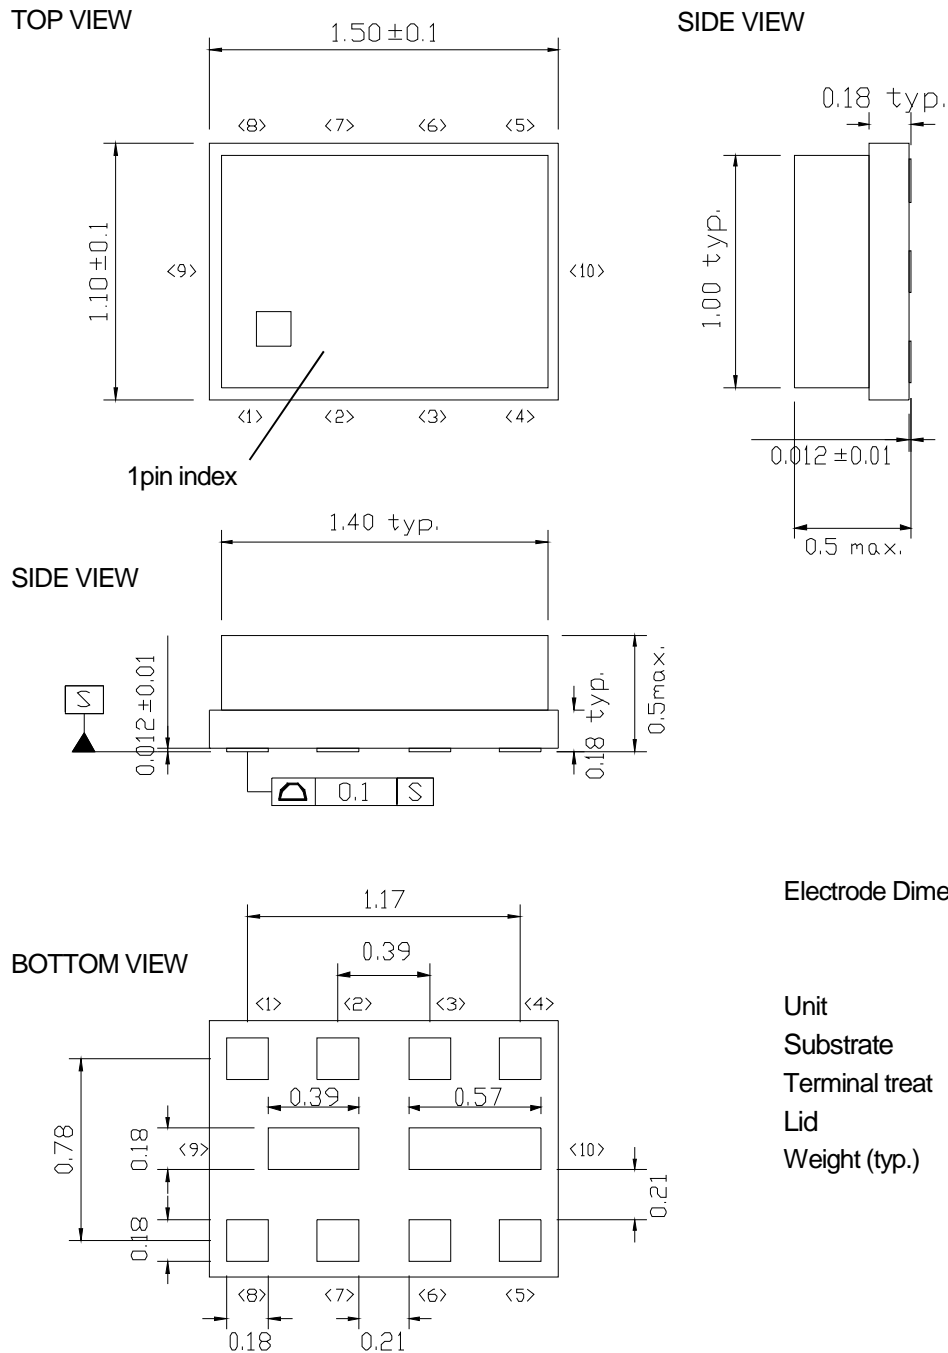 TOP VIEW
SIDE VIEW
1.50±0.1
0.18 typ.
<8> <7> <6> <5>
1.10±0.1
<9>
<10>
1.00 typ.
<1> <2> <3> <4>
1pin index
0.012±0.01
0.5 max.
1.40 typ.
SIDE VIEW
S
0.012±0.01
0.18 typ.
0.5max.
0.1 S
BOTTOM VIEW
1.17
0.39
<1> <2> <3> <4>
0.39 0.57
0.78
0.18
<9>
<10>
0.18
0.21
<8> <7> <6> <5>
0.18 0.21
Electrode Dime
Unit
Substrate
Terminal treat
Lid
Weight (typ.)